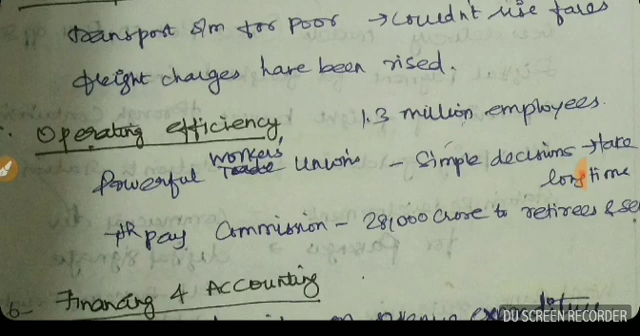 transport s/m for poor → couldn't rise fares
freight charges have been rised.
Operating efficiency, 1.3 million employees.
workers
Powerful Trade Unions - Simple decisions → take
long time
pay Commission - 28,000 Crore to retirees & se
6- Financing & Accounting
on
DU SCREEN RECORDER